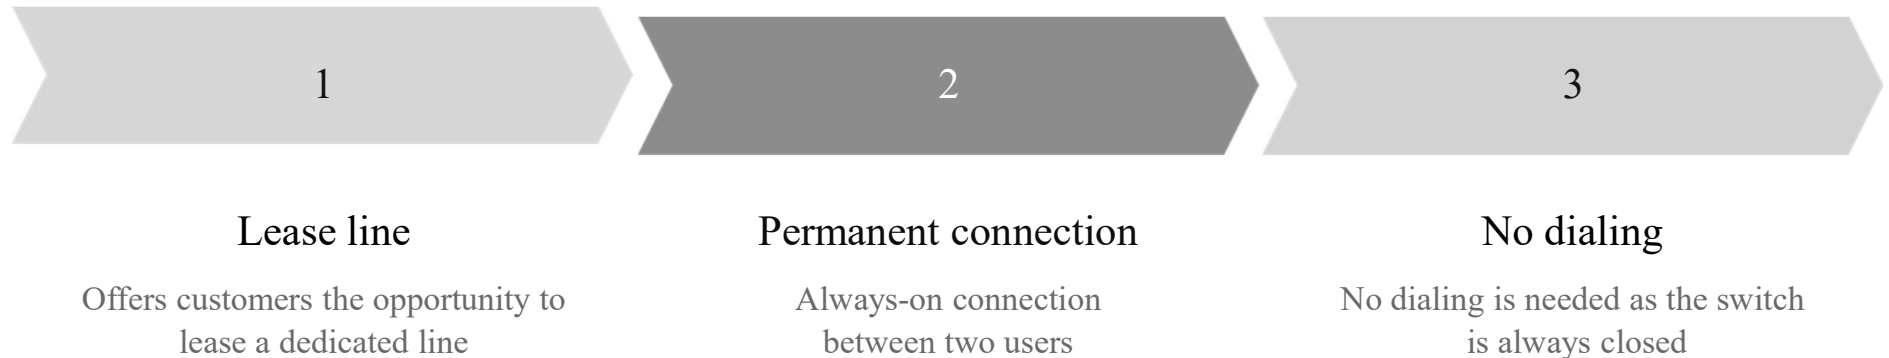 1
2
3
Lease line
Offers customers the opportunity to
lease a dedicated line
Permanent connection
Always-on connection
between two users
No dialing
No dialing is needed as the switch
is always closed